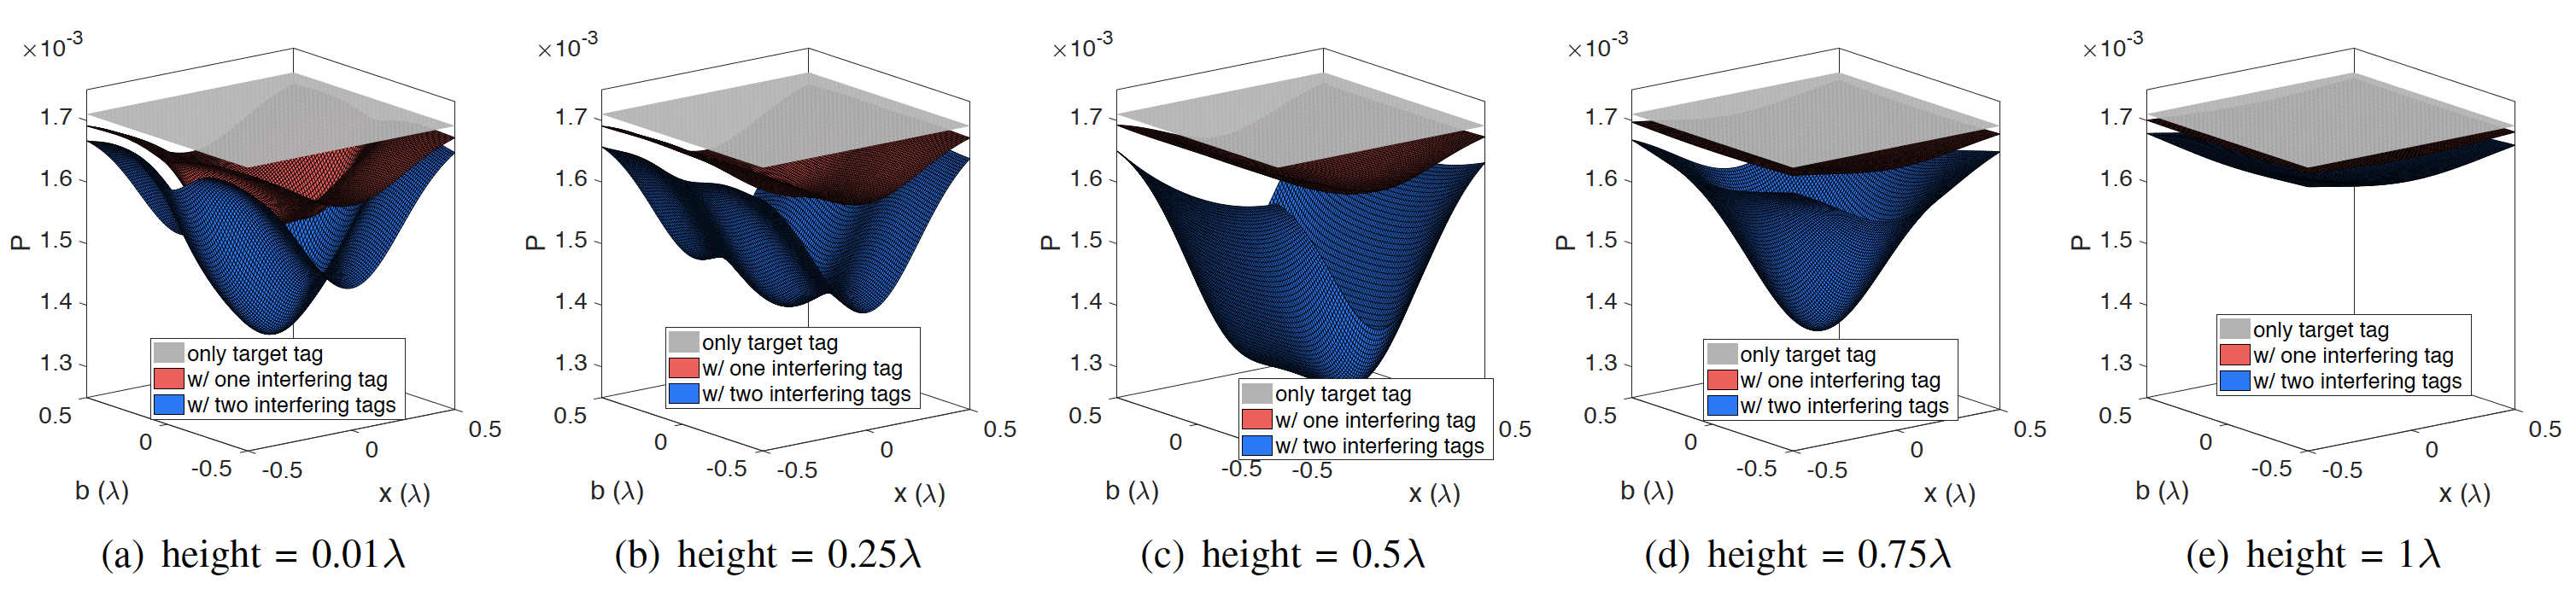 ×10-3
1.7
1.6
1.5
1.4
1.3
P
0.5
0
-0.5
-0.5
0
0.5
b (λ)
x (λ)
only target tag
w/ one interfering tag
w/ two interfering tags
(a) height = 0.01λ
×10-3
1.7
1.6
1.5
1.4
1.3
P
0.5
0
-0.5
-0.5
0
0.5
b (λ)
x (λ)
only target tag
w/ one interfering tag
w/ two interfering tags
(b) height = 0.25λ
×10-3
1.7
1.6
1.5
1.4
1.3
P
0.5
0
-0.5
-0.5
0.5
b (λ)
x (λ)
only target tag
w/ one interfering tag
w/ two interfering tags
(c) height = 0.5λ
×10-3
1.7
1.6
1.5
1.4
1.3
P
0.5
0
-0.5
-0.5
0
0.5
b (λ)
x (λ)
only target tag
w/ one interfering tag
w/ two interfering tags
(d) height = 0.75λ
×10-3
1.7
1.6
1.5
1.4
1.3
P
0.5
0
-0.5
-0.5
0
0.5
b (λ)
x (λ)
only target tag
w/ one interfering tag
w/ two interfering tags
(e) height = 1λ